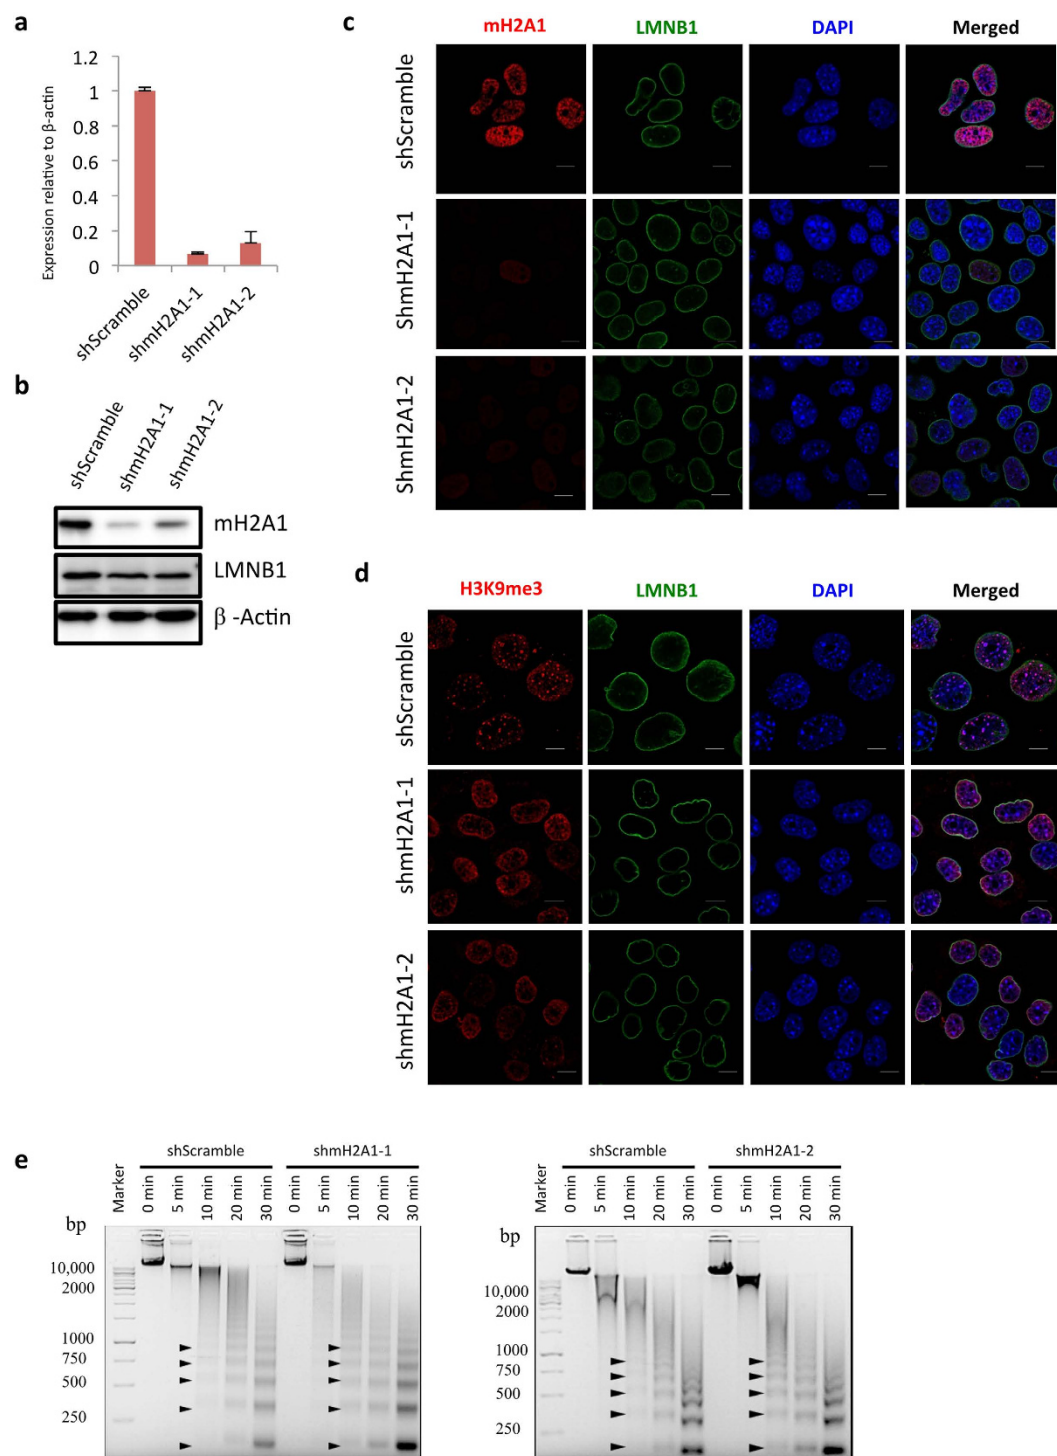 a
1.2
1
0.8
0.6
0.4
0.2
0
Expression relative to β-actin
shScramble
shmH2A1-1
shmH2A1-2
b
shScramble
shmH2A1-1
shmH2A1-2
mH2A1
LMNB1
β -Actin
c
mH2A1 LMNB1 DAPI Merged
shScramble
ShmH2A1-1
ShmH2A1-2
d
H3K9me3 LMNB1 DAPI Merged
shScramble
shmH2A1-1
shmH2A1-2
e
shScramble shmH2A1-1
Marker 0 min 5 min 10 min 20 min 30 min 0 min 5 min 10 min 20 min 30 min
bp
10,000
2000
1000
750
500
250
shScramble shmH2A1-2
Marker 0 min 5 min 10 min 20 min 30 min 0 min 5 min 10 min 20 min 30 min
bp
10,000
2000
1000
750
500
250